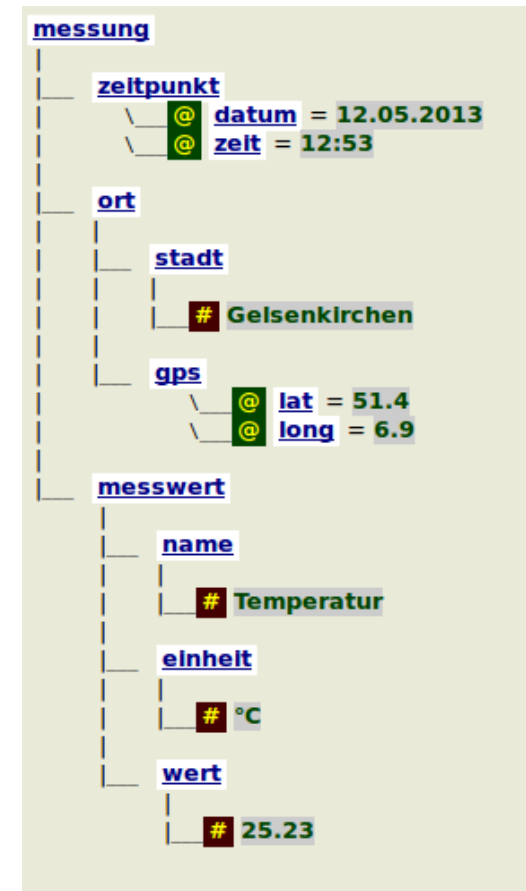 messung
zeitpunkt
@ datum = 12.05.2013
@ zeit = 12:53
ort
stadt
# Gelsenkirchen
gps
@ lat = 51.4
@ long = 6.9
messwert
name
# Temperatur
einheit
# °C
wert
# 25.23